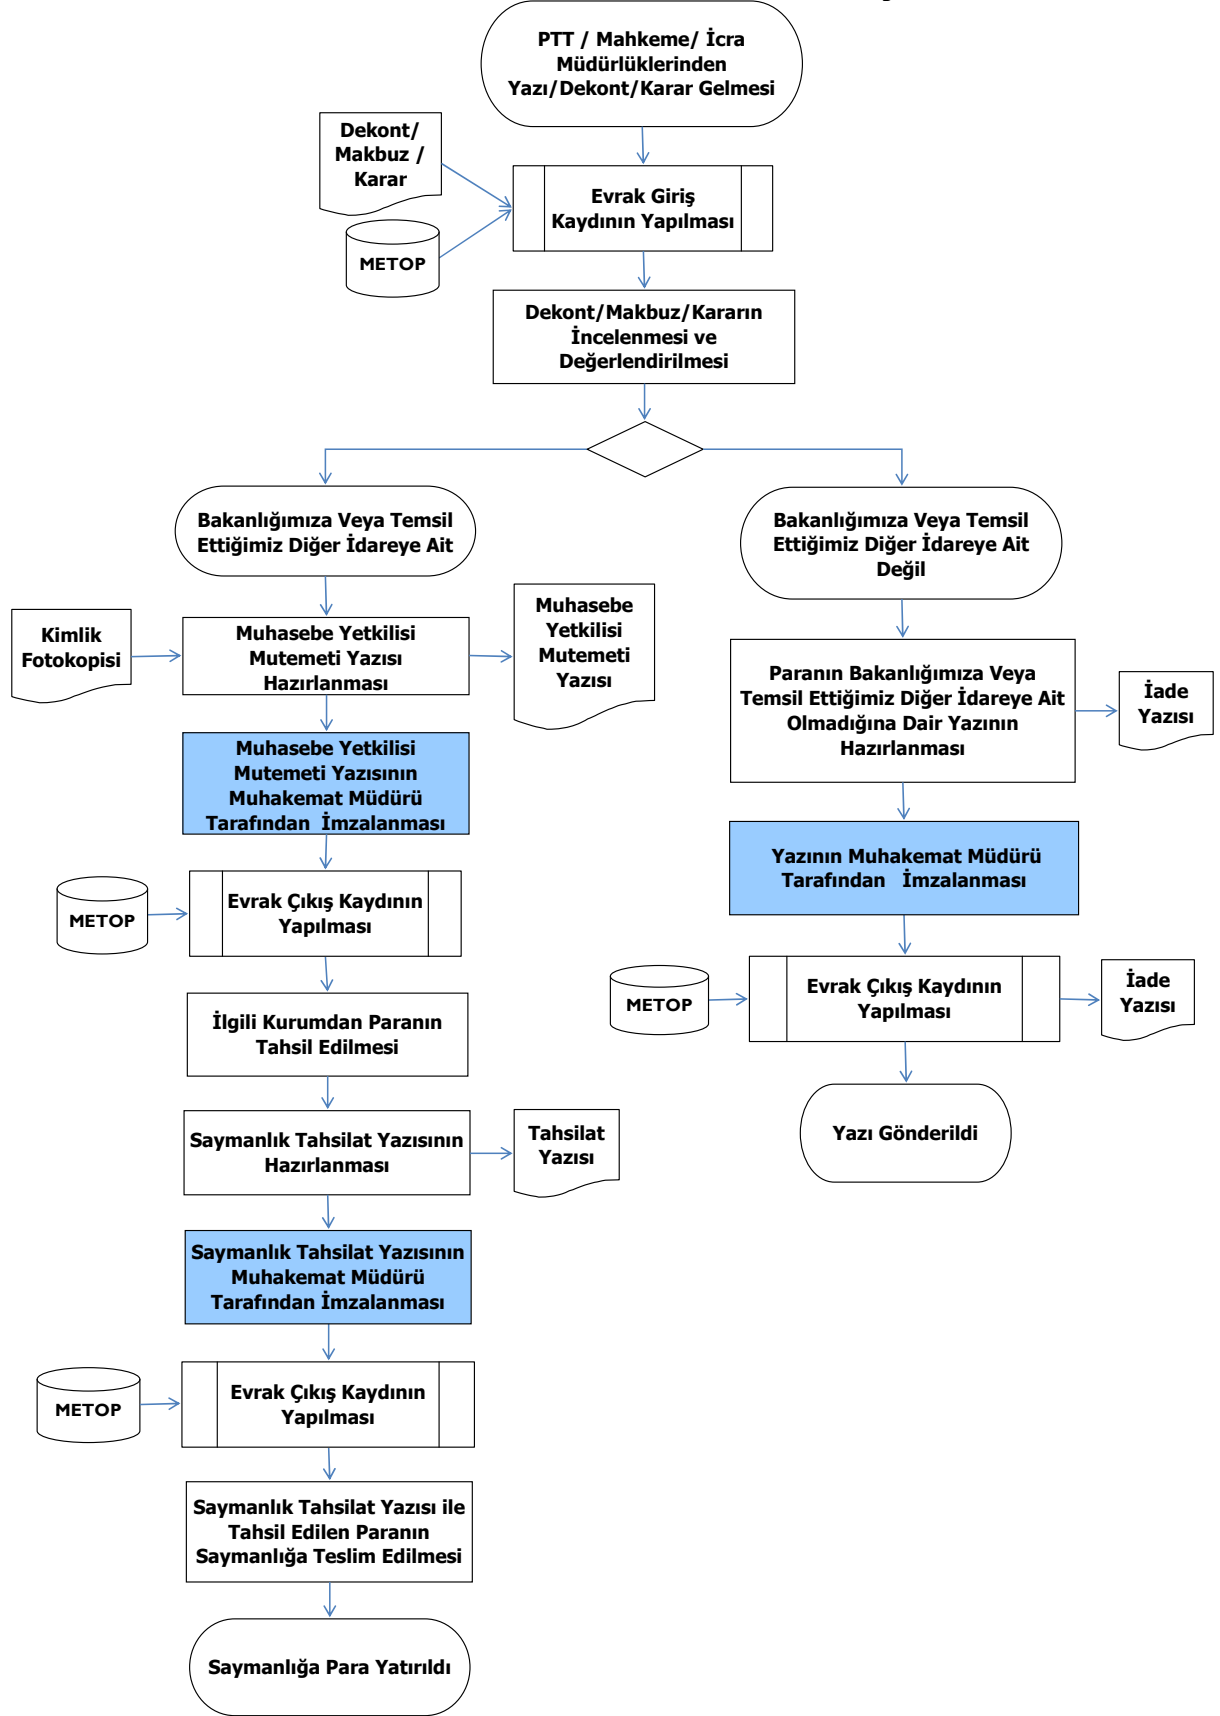 PTT / Mahkeme/ İcra
Müdürlüklerinden
Yazı/Dekont/Karar Gelmesi
Dekont/
Makbuz /
Karar
METOP
Evrak Giriş
Kaydının Yapılması
Dekont/Makbuz/Kararın
İncelenmesi ve
Değerlendirilmesi
Bakanlığımıza Veya Temsil
Ettiğimiz Diğer İdareye Ait
Kimlik
Fotokopisi
Muhasebe Yetkilisi
Mutemeti Yazısı
Hazırlanması
Muhasebe
Yetkilisi
Mutemeti
Yazısı
Muhasebe Yetkilisi
Mutemeti Yazısının
Muhakemat Müdürü
Tarafından İmzalanması
METOP
Evrak Çıkış Kaydının
Yapılması
İlgili Kurumdan Paranın
Tahsil Edilmesi
Saymanlık Tahsilat Yazısının
Hazırlanması
Tahsilat
Yazısı
Saymanlık Tahsilat Yazısının
Muhakemat Müdürü
Tarafından İmzalanması
METOP
Evrak Çıkış Kaydının
Yapılması
Saymanlık Tahsilat Yazısı ile
Tahsil Edilen Paranın
Saymanlığa Teslim Edilmesi
Saymanlığa Para Yatırıldı
Bakanlığımıza Veya Temsil
Ettiğimiz Diğer İdareye Ait
Değil
Paranın Bakanlığımıza Veya
Temsil Ettiğimiz Diğer İdareye Ait
Olmadığına Dair Yazının
Hazırlanması
İade
Yazısı
Yazının Muhakemat Müdürü
Tarafından İmzalanması
METOP
Evrak Çıkış Kaydının
Yapılması
İade
Yazısı
Yazı Gönderildi